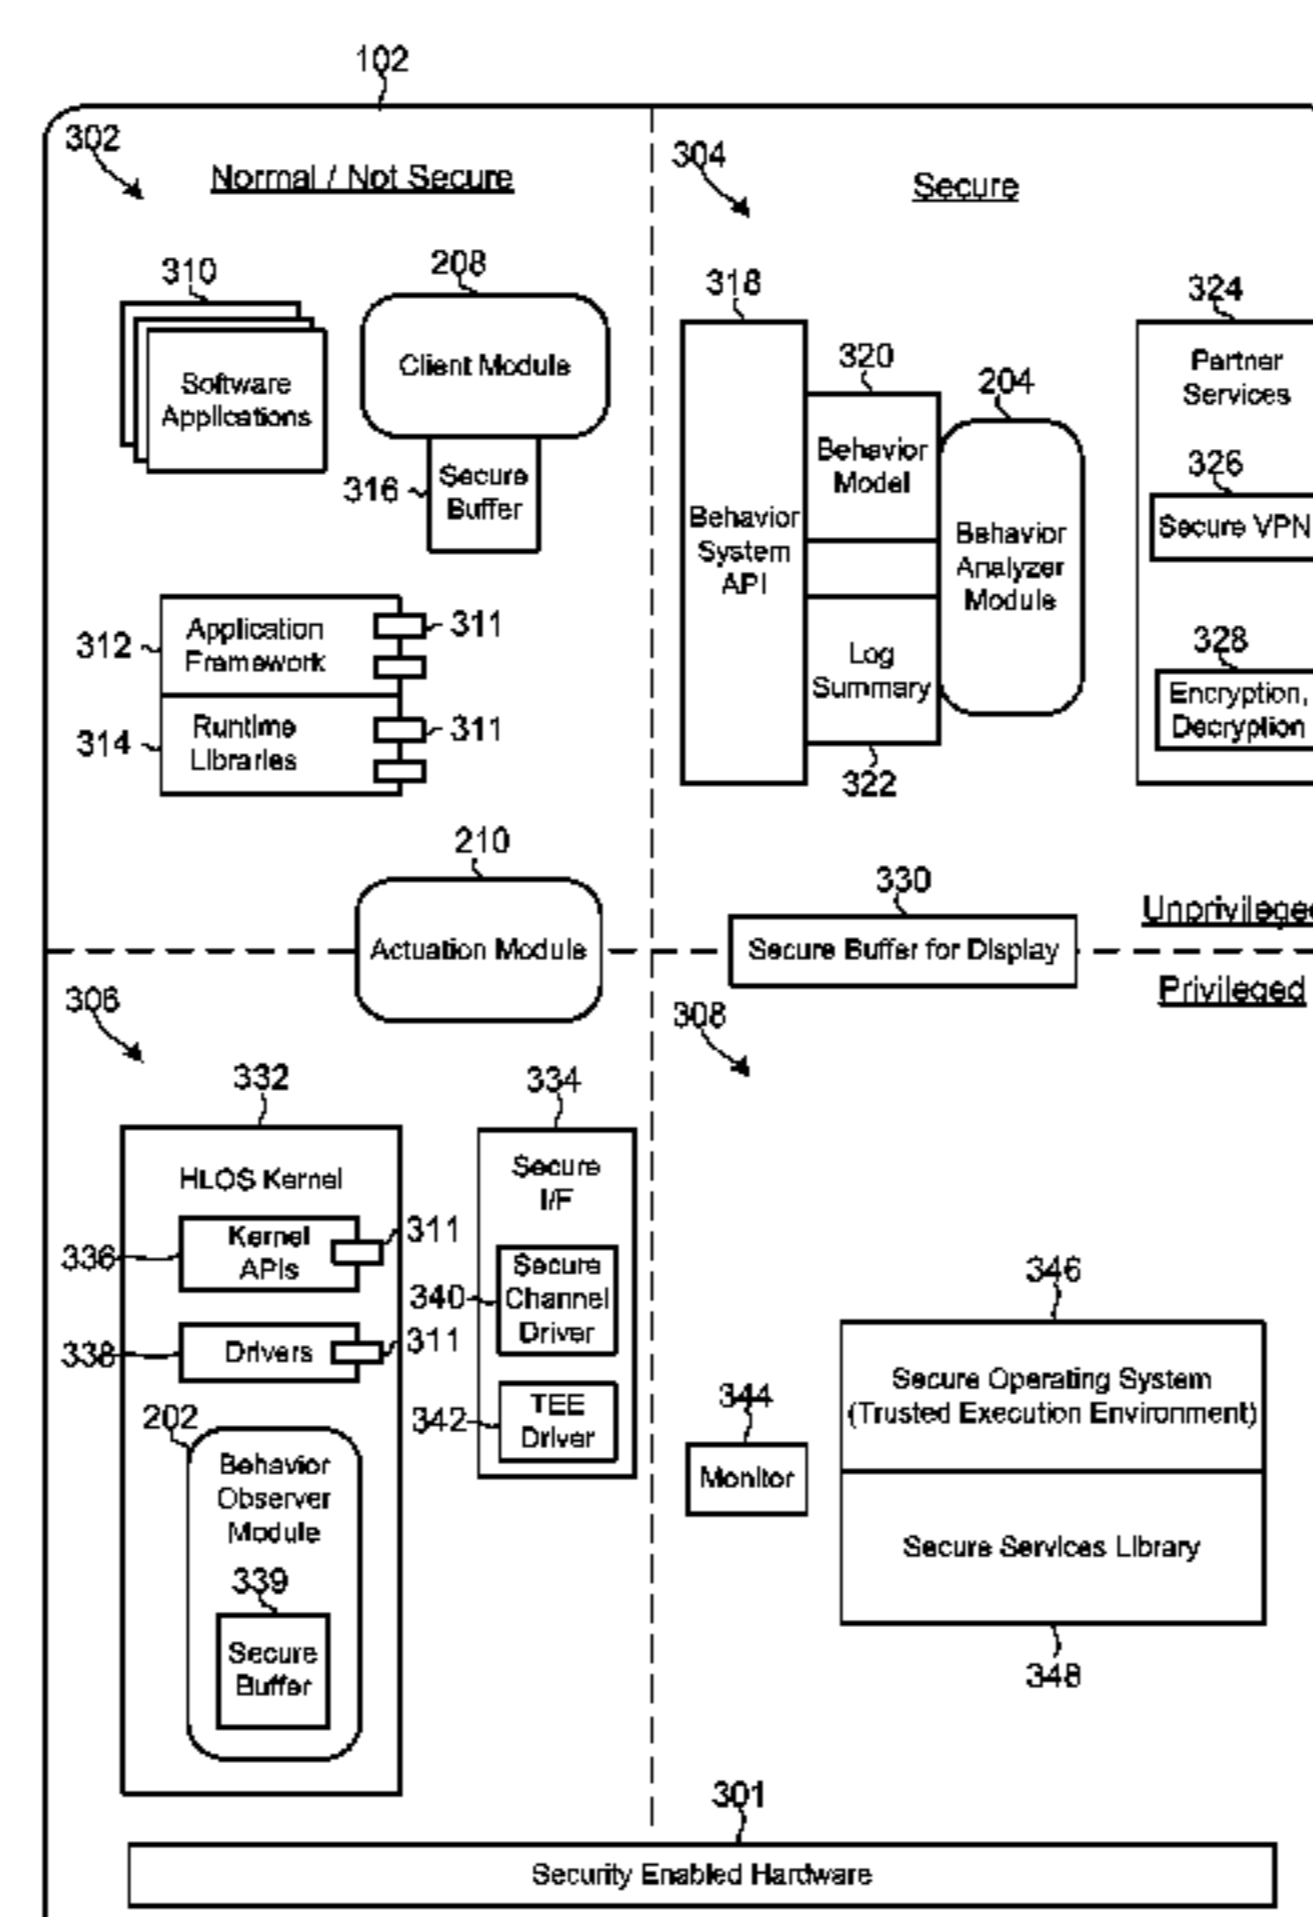 102
302
Normal / Not Secure
304
Secure
310
Software
Applications
208
Client Module
316
Secure
Buffer
312
Application
Framework
311
314
Runtime
Libraries
311
318
Behavior
System
API
320
Behavior
Model
204
Behavior
Analyzer
Module
Log
Summary
322
324
Partner
Services
326
Secure VPN
328
Encryption,
Decryption
210
Actuation Module
330
Secure Buffer for Display
Unprivileged
Privileged
306
308
332
HLOS Kernel
336
Kernel
APIs
311
338
Drivers
311
202
Behavior
Observer
Module
339
Secure
Buffer
334
Secure
I/F
340
Secure
Channel
Driver
342
TEE
Driver
344
Monitor
346
Secure Operating System
(Trusted Execution Environment)
Secure Services Library
348
301
Security Enabled Hardware